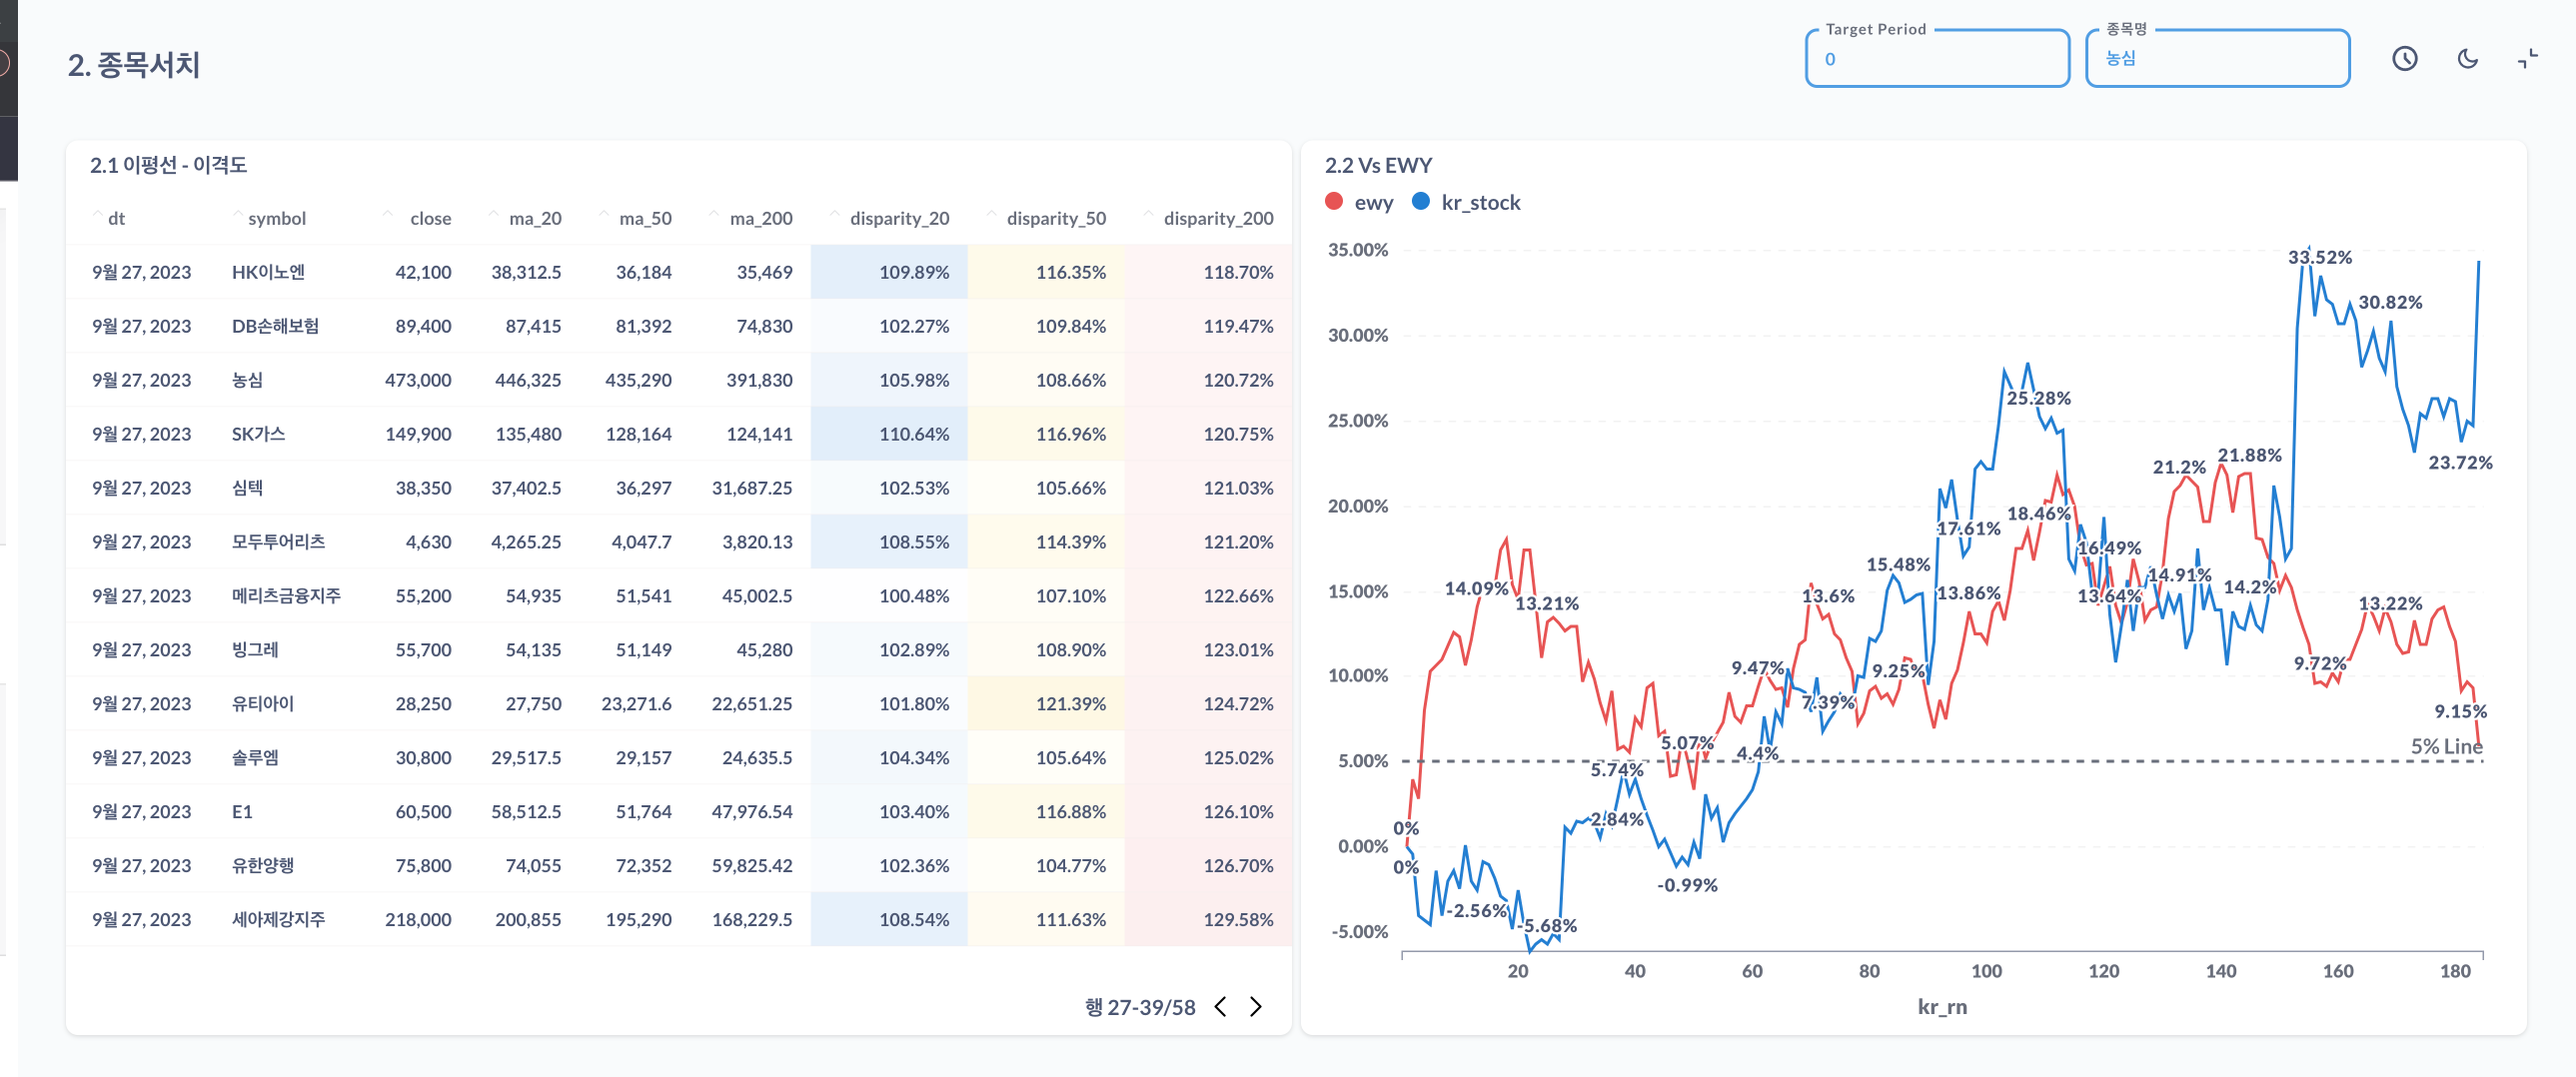 2. 종목서치
Target Period
0
종목명
농심
2.1 이평선 - 이격도
dt symbol close ma_20 ma_50 ma_200 disparity_20 disparity_50 disparity_200
9월 27, 2023 HK이노엔 42,100 38,312.5 36,184 35,469 109.89% 116.35% 118.70%
9월 27, 2023 DB손해보험 89,400 87,415 81,392 74,830 102.27% 109.84% 119.47%
9월 27, 2023 농심 473,000 446,325 435,290 391,830 105.98% 108.66% 120.72%
9월 27, 2023 SK가스 149,900 135,480 128,164 124,141 110.64% 116.96% 120.75%
9월 27, 2023 심텍 38,350 37,402.5 36,297 31,687.25 102.53% 105.66% 121.03%
9월 27, 2023 모두투어리츠 4,630 4,265.25 4,047.7 3,820.13 108.55% 114.39% 121.20%
9월 27, 2023 메리츠금융지주 55,200 54,935 51,541 45,002.5 100.48% 107.10% 122.66%
9월 27, 2023 빙그레 55,700 54,135 51,149 45,280 102.89% 108.90% 123.01%
9월 27, 2023 유티아이 28,250 27,750 23,271.6 22,651.25 101.80% 121.39% 124.72%
9월 27, 2023 솔루엠 30,800 29,517.5 29,157 24,635.5 104.34% 105.64% 125.02%
9월 27, 2023 E1 60,500 58,512.5 51,764 47,976.54 103.40% 116.88% 126.10%
9월 27, 2023 유한양행 75,800 74,055 72,352 59,825.42 102.36% 104.77% 126.70%
9월 27, 2023 세아제강지주 218,000 200,855 195,290 168,229.5 108.54% 111.63% 129.58%
행 27-39/58
2.2 Vs EWY
ewy kr_stock
35.00%
30.00%
25.00%
20.00%
15.00%
10.00%
5.00%
0.00%
-5.00%
33.52%
30.82%
25.28%
23.72%
21.2% 21.88%
17.61% 18.46%
16.49%
15.48%
14.91%
14.09% 13.21% 13.6% 13.86% 13.64% 14.2% 13.22%
9.47% 9.25% 9.72%
7.39% 9.15%
5.07% 4.4%
5% Line
5.74%
2.84%
0%
0%
-0.99%
-2.56%
-5.68%
20 40 60 80 100 120 140 160 180
kr_rn